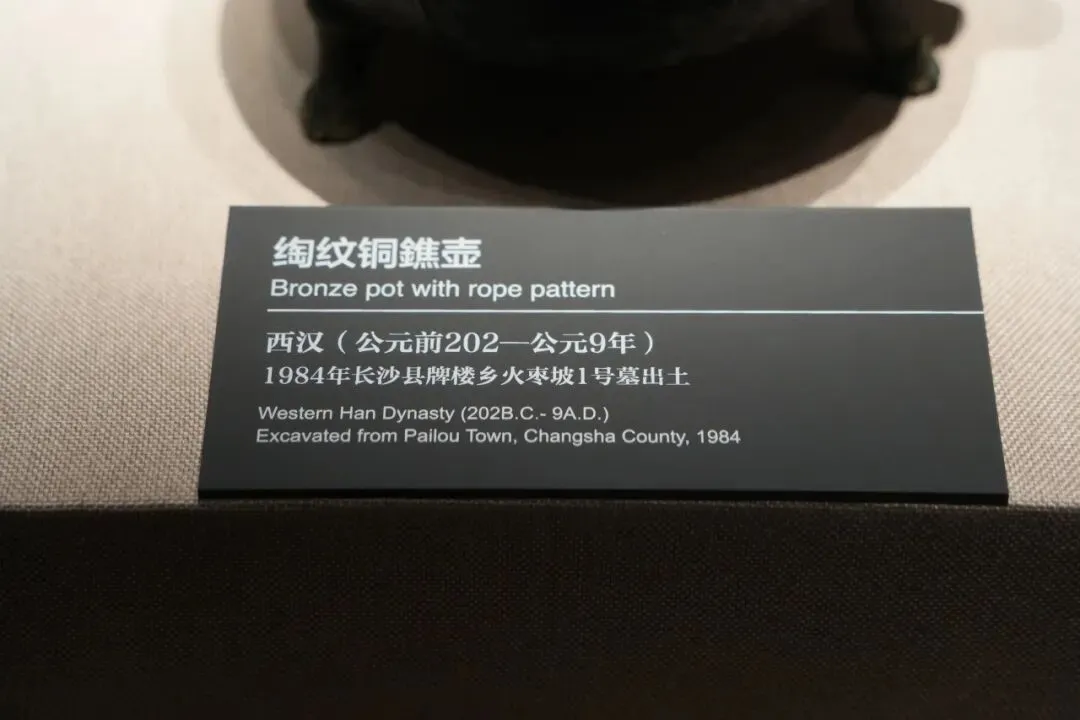 绹纹铜鐎壶
Bronze pot with rope pattern
西汉（公元前202—公元9年）
1984年长沙县牌楼乡火枣坡1号墓出土
Western Han Dynasty (202B.C.- 9A.D.)
Excavated from Pailou Town, Changsha County, 1984